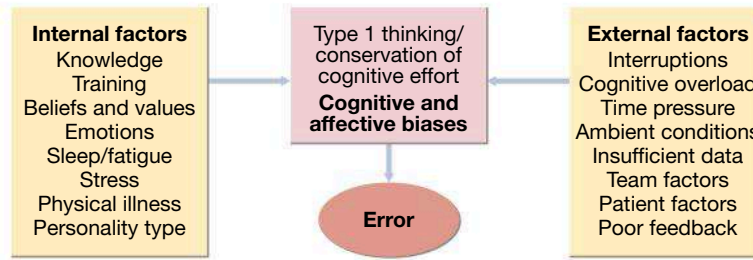 Internal factors
Knowledge
Training
Beliefs and values
Emotions
Sleep/fatigue
Stress
Physical illness
Personality type
Type 1 thinking/
conservation of
cognitive effort
Cognitive and
affective biases
Error
External factors
Interruptions
Cognitive overload
Time pressure
Ambient conditions
Insufficient data
Team factors
Patient factors
Poor feedback